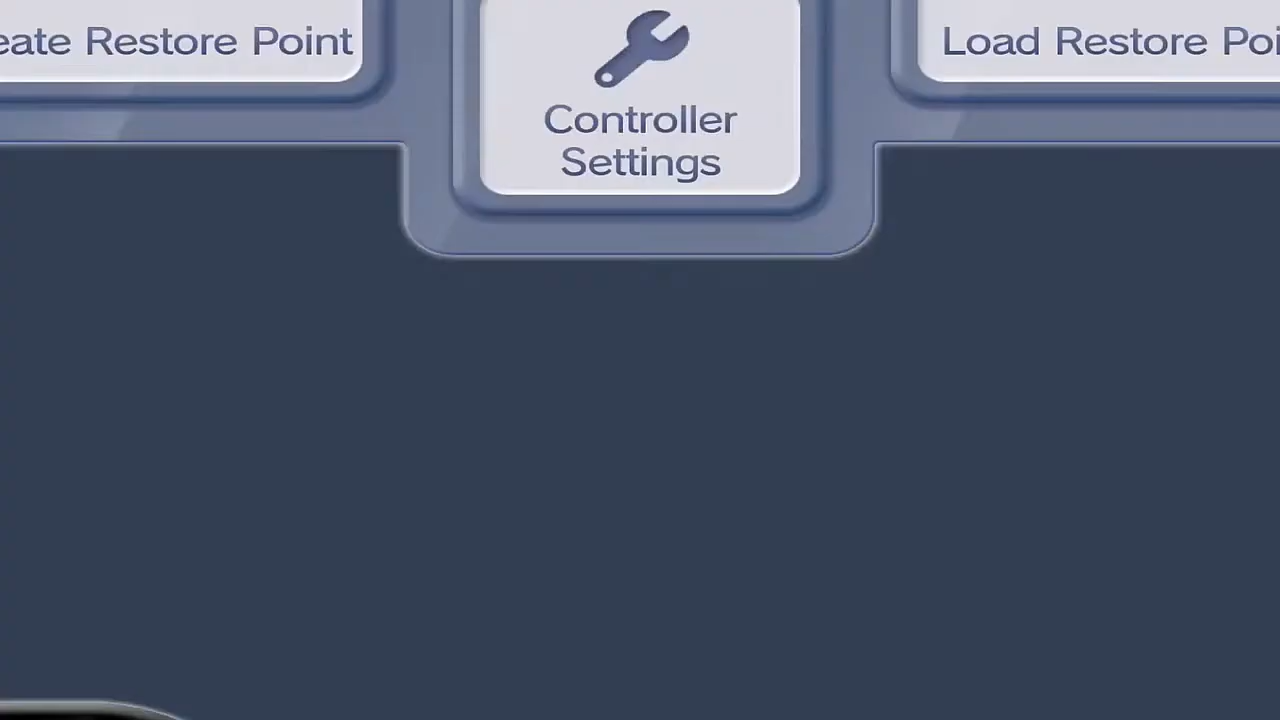 eate Restore Point
Controller
Settings
Load Restore Poi